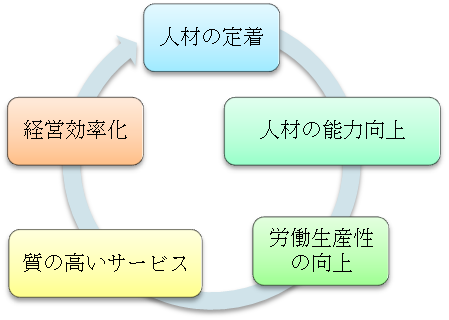 人材の定着
人材の能力向上
労働生産性
の向上
質の高いサービス
経営効率化